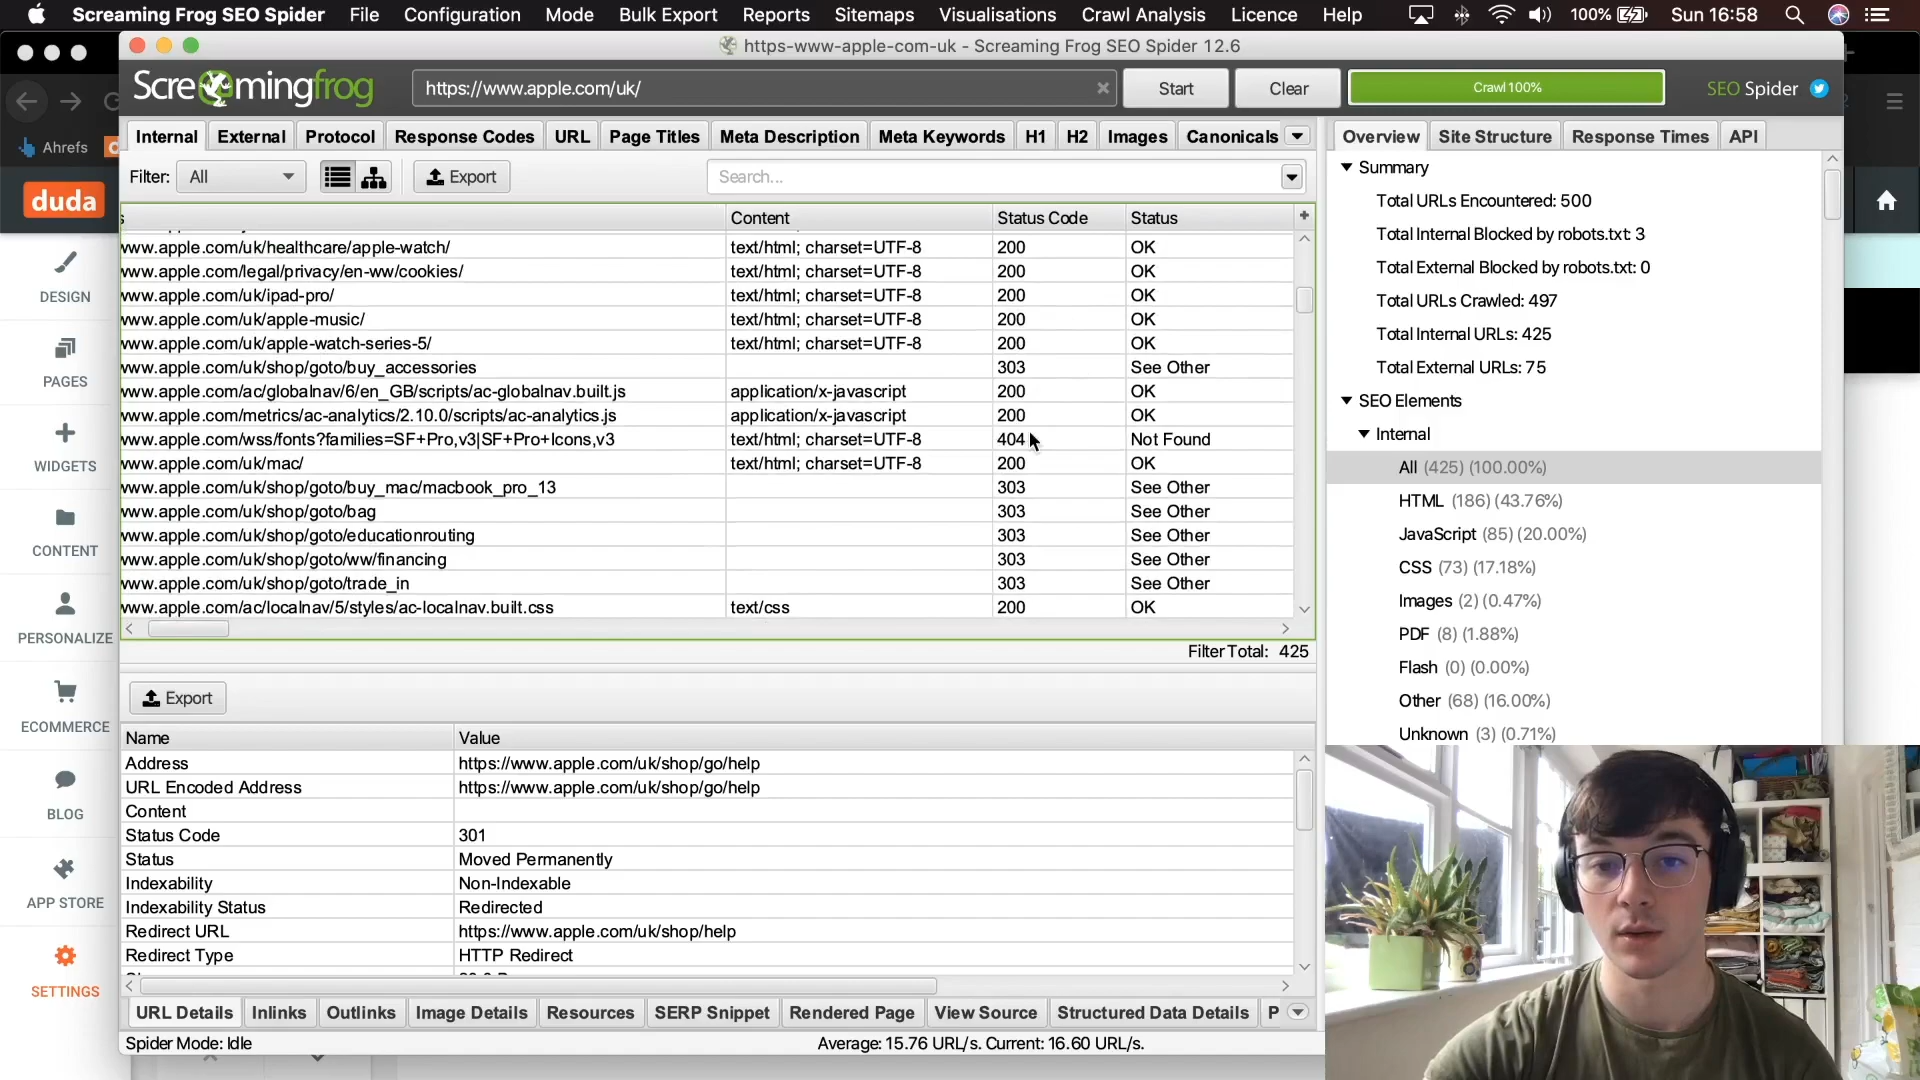 Screaming Frog SEO Spider File Configuration Mode Bulk Export Reports Sitemaps Visualisations Crawl Analysis Licence Help 100% Sun 16:58
https-www-apple-com-uk - Screaming Frog SEO Spider 12.6
Screamingfrog https://www.apple.com/uk/ Start Clear Crawl 100% SEO Spider
Ahrefs
Internal External Protocol Response Codes URL Page Titles Meta Description Meta Keywords H1 H2 Images Canonicals
Overview Site Structure Response Times API
Filter: All Export Search...
duda
DESIGN
PAGES
WIDGETS
CONTENT
PERSONALIZE
ECOMMERCE
BLOG
APP STORE
SETTINGS
s Content Status Code Status
www.apple.com/uk/healthcare/apple-watch/ text/html; charset=UTF-8 200 OK
www.apple.com/legal/privacy/en-ww/cookies/ text/html; charset=UTF-8 200 OK
www.apple.com/uk/ipad-pro/ text/html; charset=UTF-8 200 OK
www.apple.com/uk/apple-music/ text/html; charset=UTF-8 200 OK
www.apple.com/uk/apple-watch-series-5/ text/html; charset=UTF-8 200 OK
www.apple.com/uk/shop/goto/buy_accessories 303 See Other
www.apple.com/ac/globalnav/6/en_GB/scripts/ac-globalnav.built.js application/x-javascript 200 OK
www.apple.com/metrics/ac-analytics/2.10.0/scripts/ac-analytics.js application/x-javascript 200 OK
www.apple.com/wss/fonts?families=SF+Pro,v3|SF+Pro+Icons,v3 text/html; charset=UTF-8 404 Not Found
www.apple.com/uk/mac/ text/html; charset=UTF-8 200 OK
www.apple.com/uk/shop/goto/buy_mac/macbook_pro_13 303 See Other
www.apple.com/uk/shop/goto/bag 303 See Other
www.apple.com/uk/shop/goto/educationrouting 303 See Other
www.apple.com/uk/shop/goto/ww/financing 303 See Other
www.apple.com/uk/shop/goto/trade_in 303 See Other
www.apple.com/ac/localnav/5/styles/ac-localnav.built.css text/css 200 OK
Filter Total: 425
Export
Name Value
Address https://www.apple.com/uk/shop/go/help
URL Encoded Address https://www.apple.com/uk/shop/go/help
Content
Status Code 301
Status Moved Permanently
Indexability Non-Indexable
Indexability Status Redirected
Redirect URL https://www.apple.com/uk/shop/help
Redirect Type HTTP Redirect
URL Details Inlinks Outlinks Image Details Resources SERP Snippet Rendered Page View Source Structured Data Details P
Spider Mode: Idle Average: 15.76 URL/s. Current: 16.60 URL/s.
Summary
Total URLs Encountered: 500
Total Internal Blocked by robots.txt: 3
Total External Blocked by robots.txt: 0
Total URLs Crawled: 497
Total Internal URLs: 425
Total External URLs: 75
SEO Elements
Internal
All (425) (100.00%)
HTML (186) (43.76%)
JavaScript (85) (20.00%)
CSS (73) (17.18%)
Images (2) (0.47%)
PDF (8) (1.88%)
Flash (0) (0.00%)
Other (68) (16.00%)
Unknown (3) (0.71%)